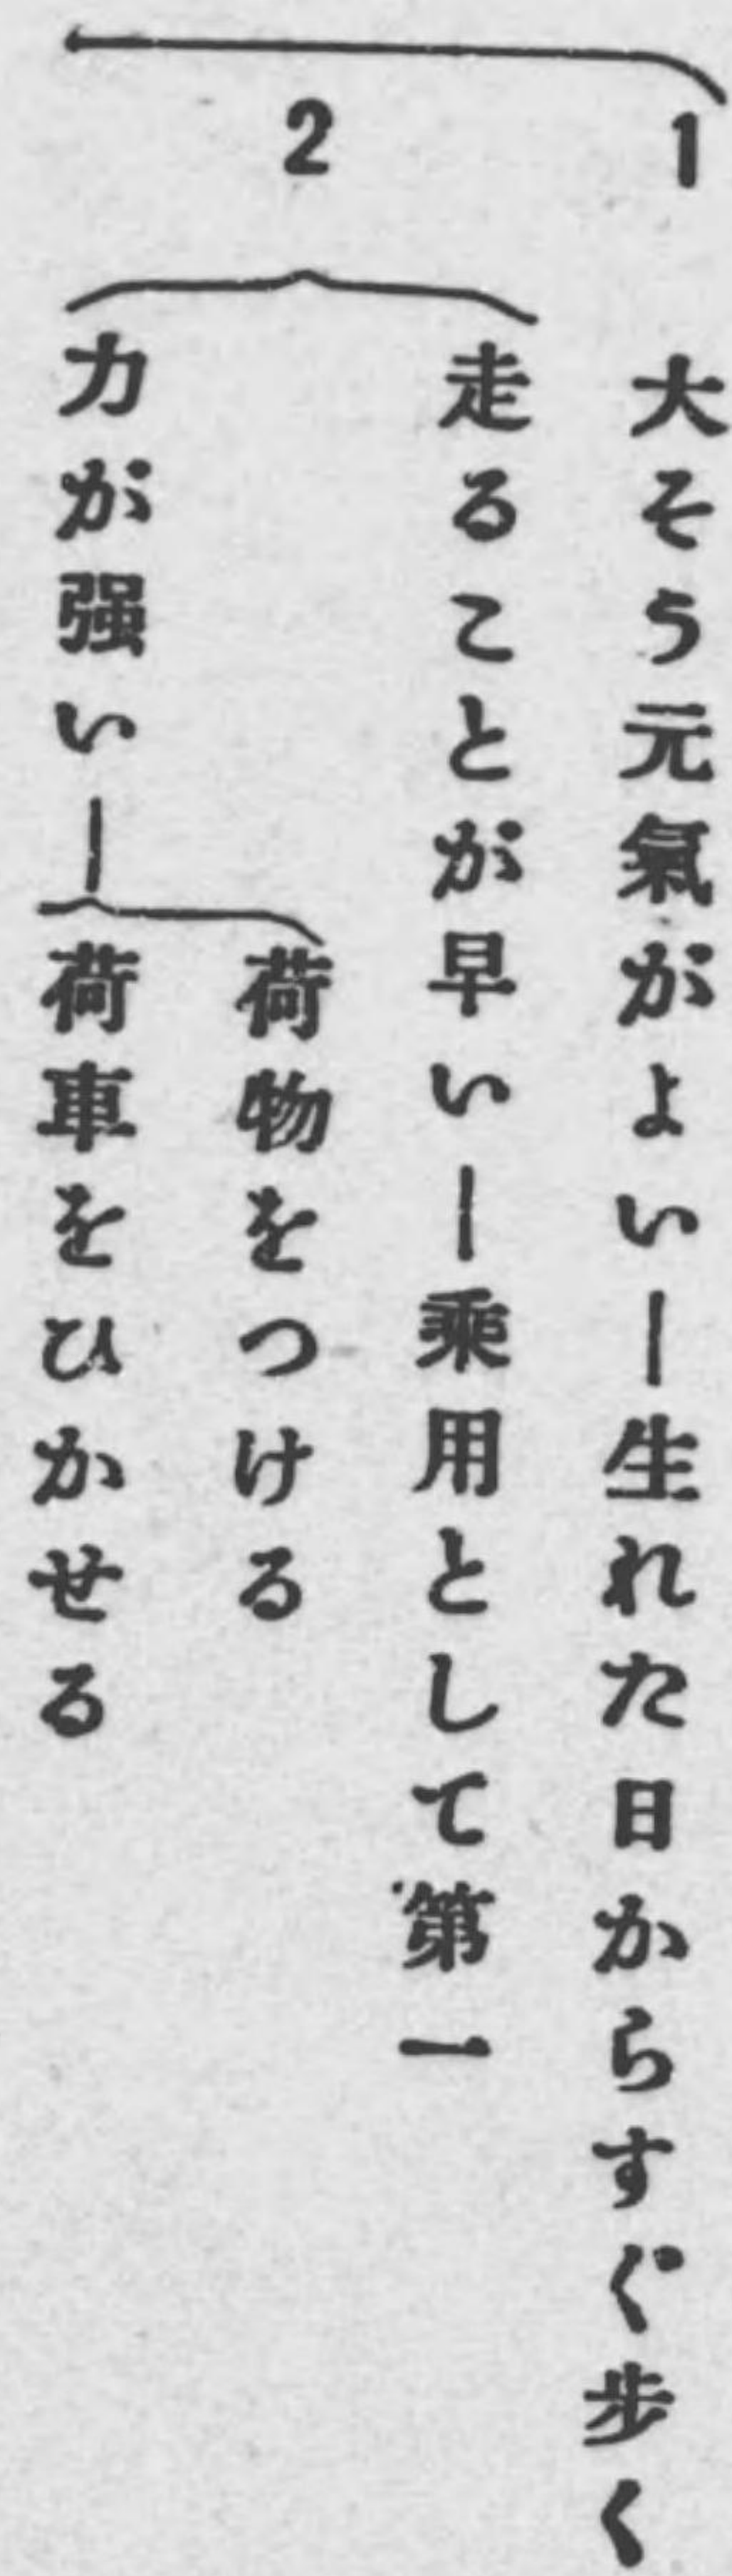 1 大そう元氣がよい―生れた日からすぐ歩く
2
走ることが早い―乘用として第一
力が强い―
荷物をつける
荷車をひかせる